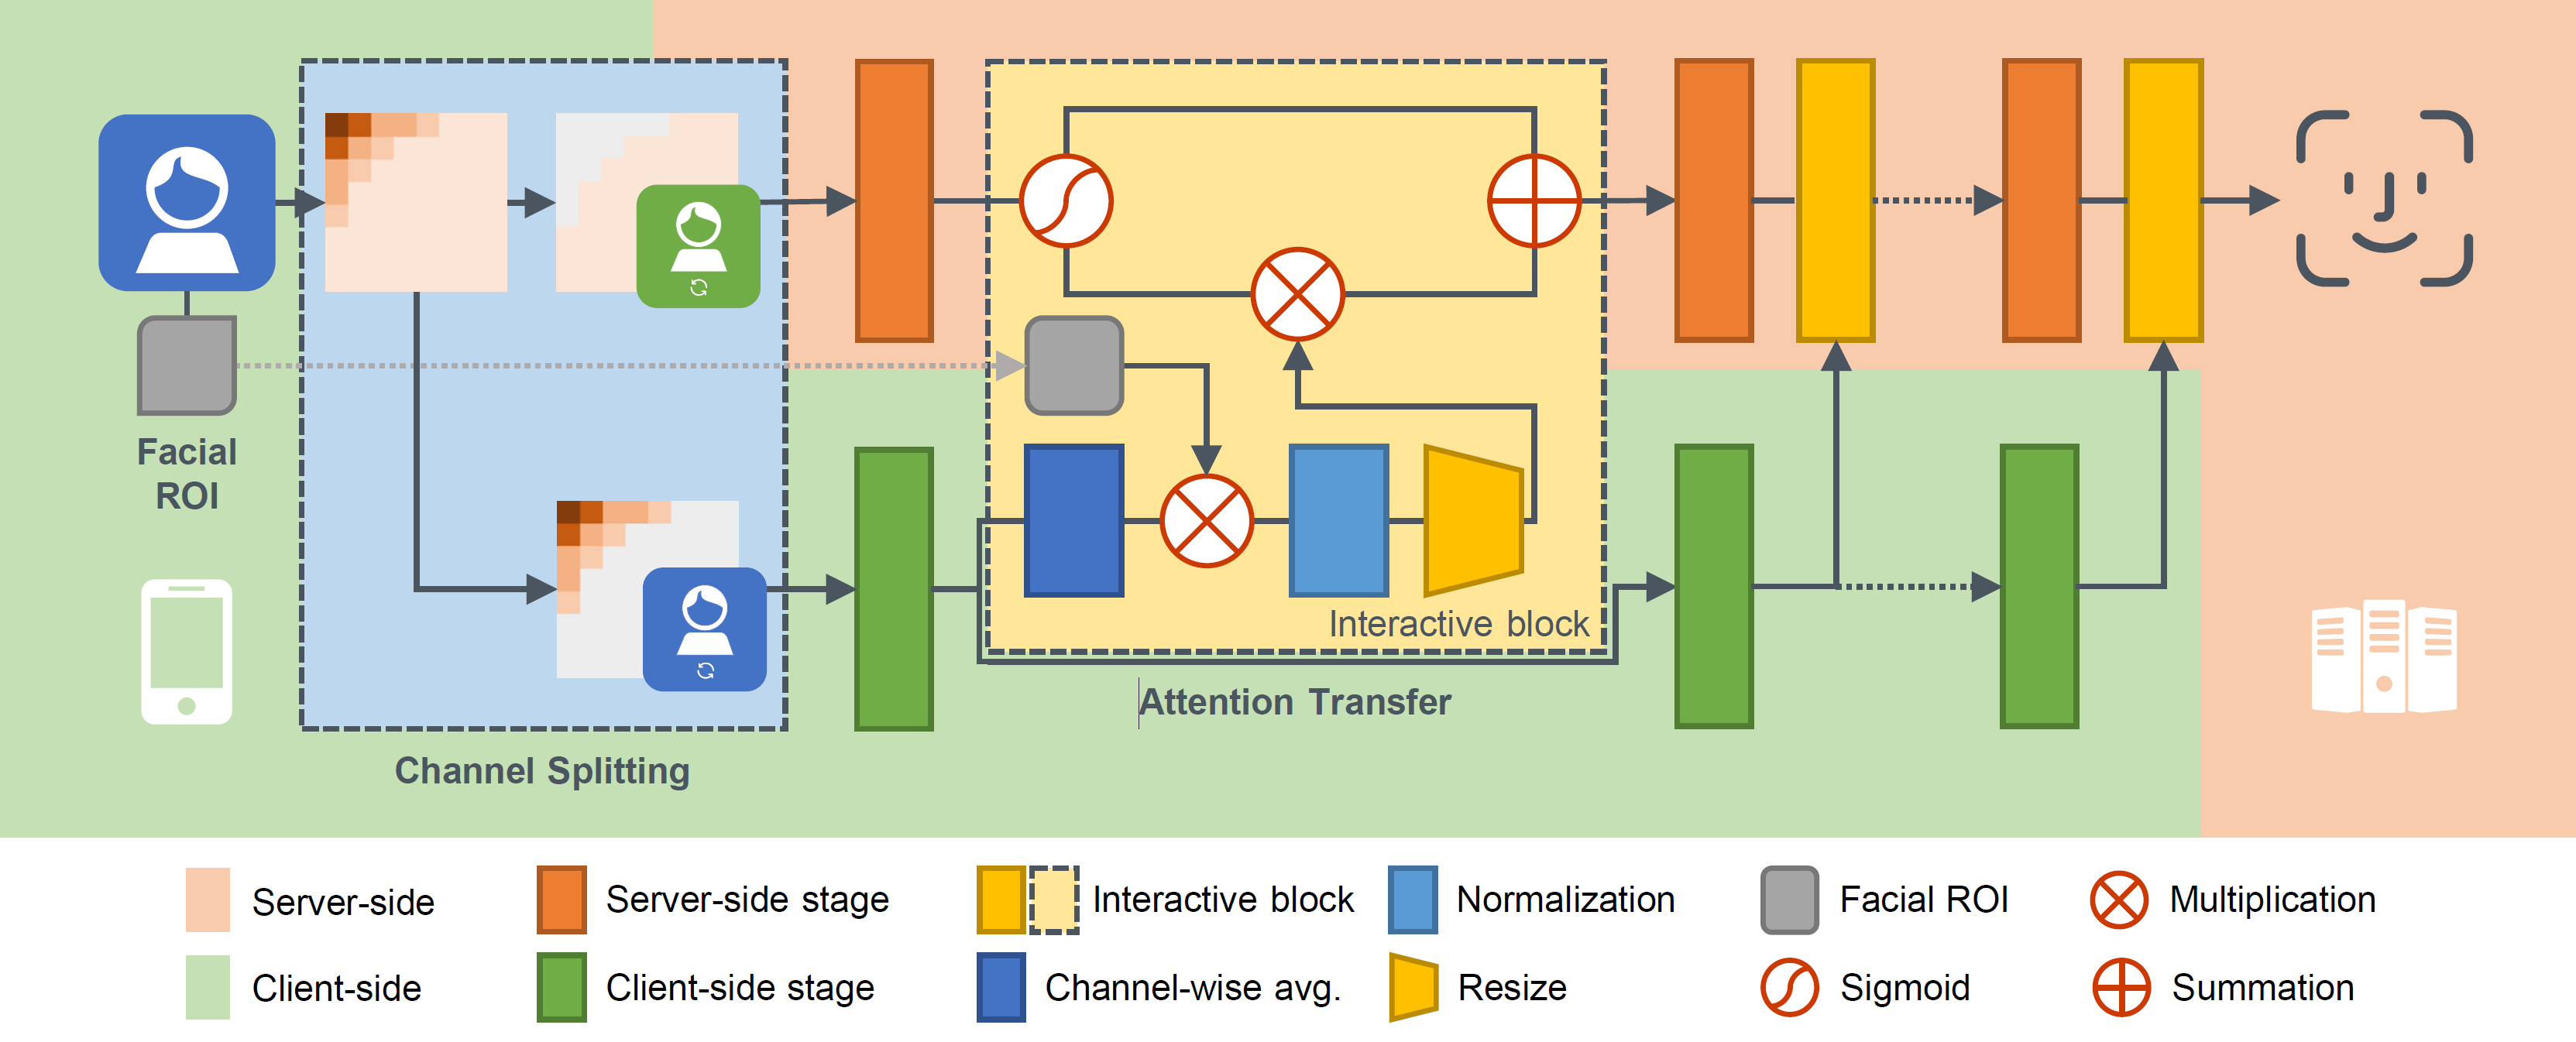 Facial
ROI
Interactive block
Attention Transfer
Channel Splitting
Server-side
Server-side stage
Interactive block
Normalization
Facial ROI
Multiplication
Client-side
Client-side stage
Channel-wise avg.
Resize
Sigmoid
Summation